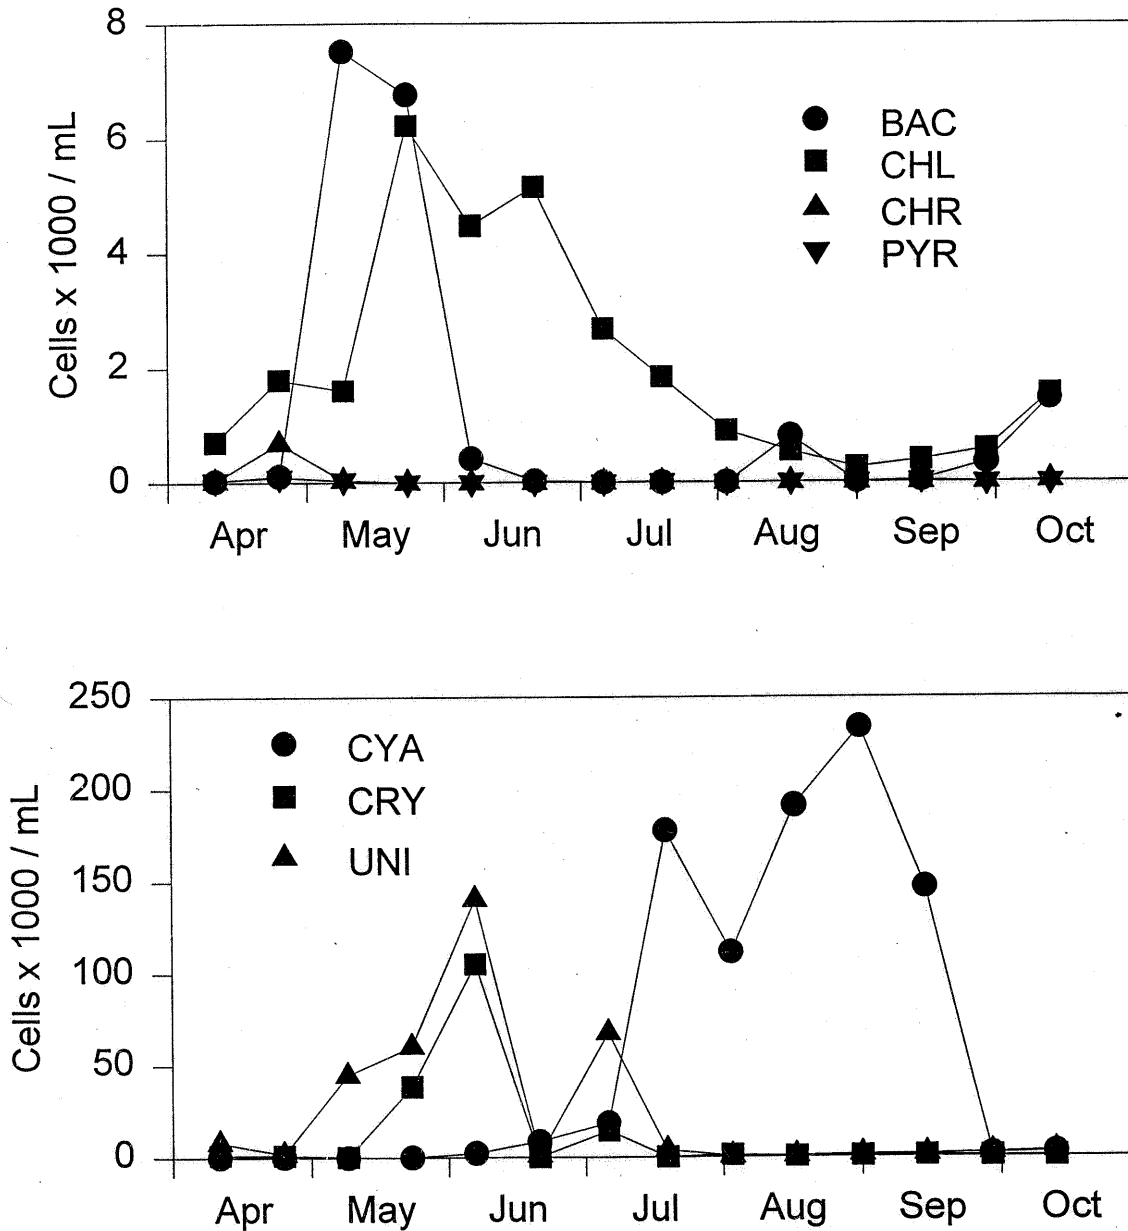 8
6
4
2
0
Cells x 1000 / mL
BAC
CHL
CHR
PYR
Apr May Jun Jul Aug Sep Oct
250
200
150
100
50
0
Cells x 1000 / mL
CYA
CRY
UNI
Apr May Jun Jul Aug Sep Oct